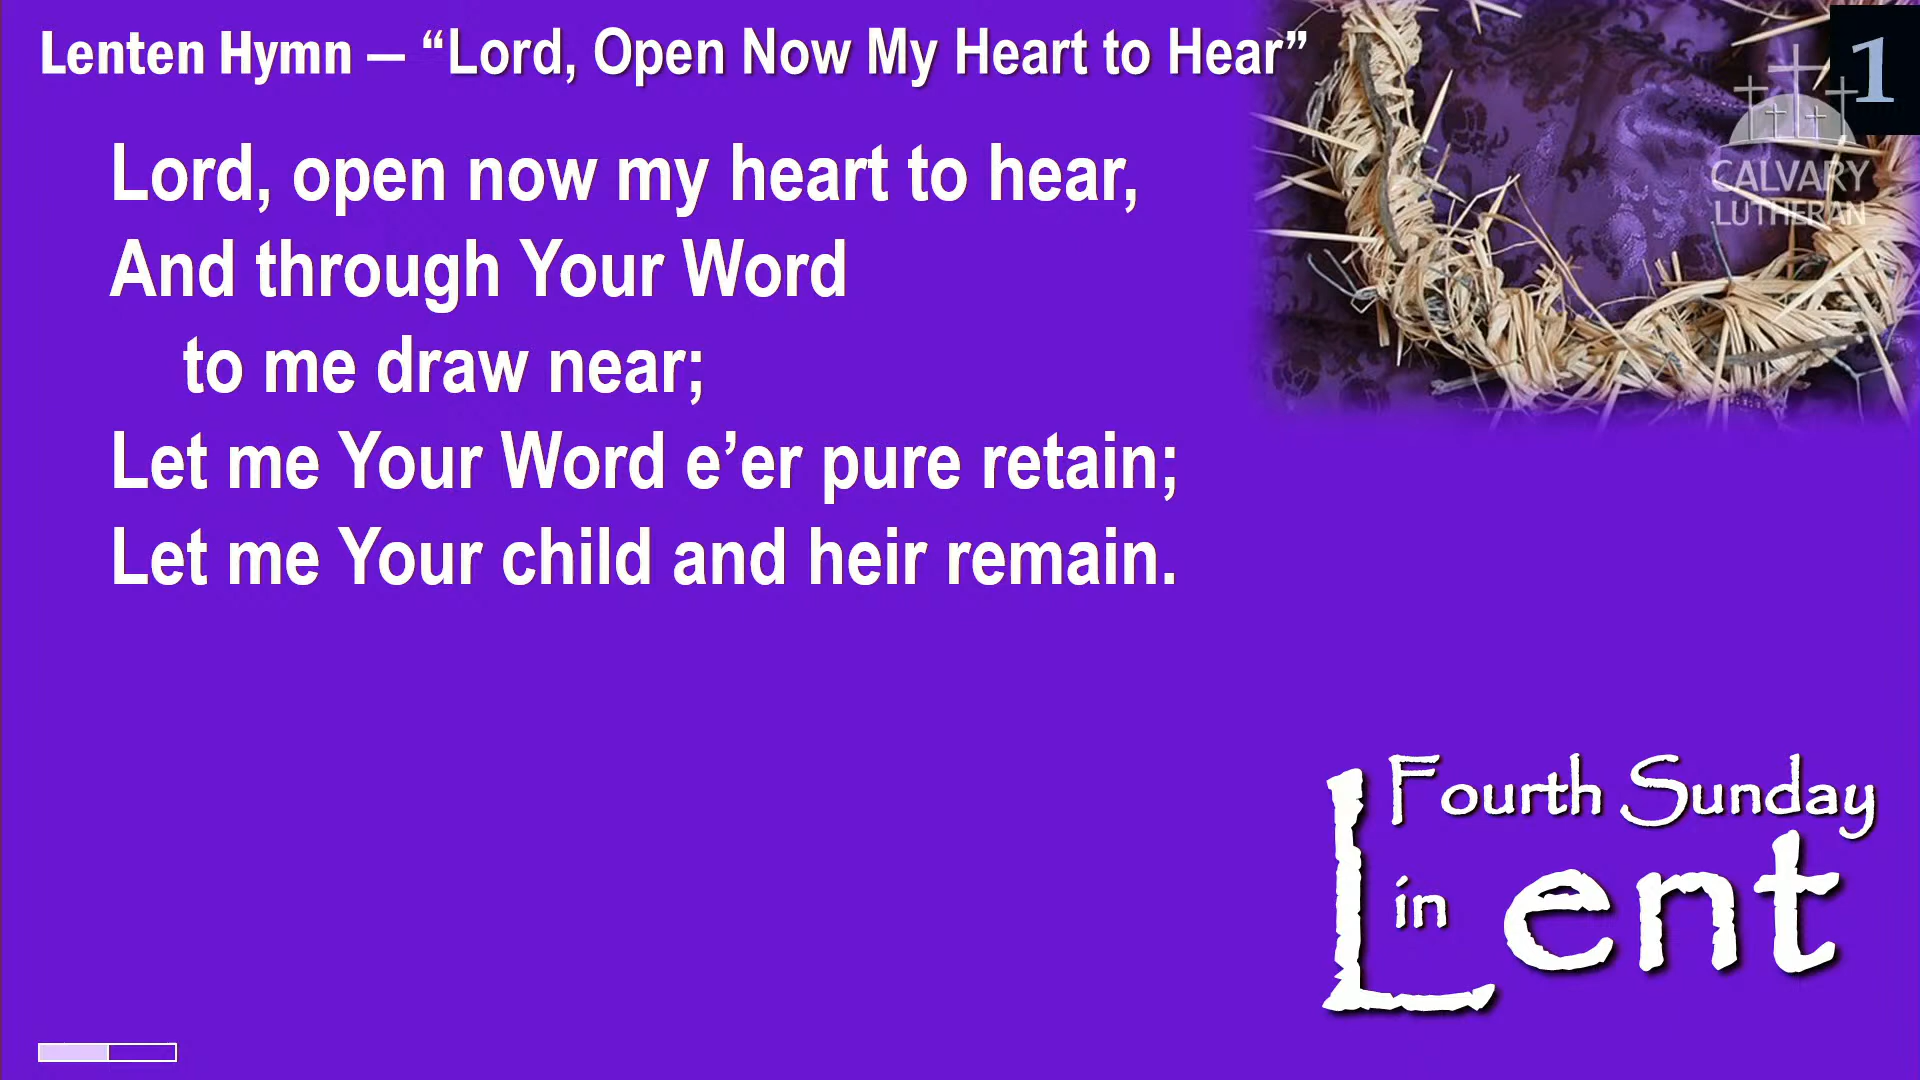 Lenten Hymn — “Lord, Open Now My Heart to Hear”
1
CALVARY
LUTHERAN
Lord, open now my heart to hear,
And through Your Word
to me draw near;
Let me Your Word e’er pure retain;
Let me Your child and heir remain.
Fourth Sunday
in Lent